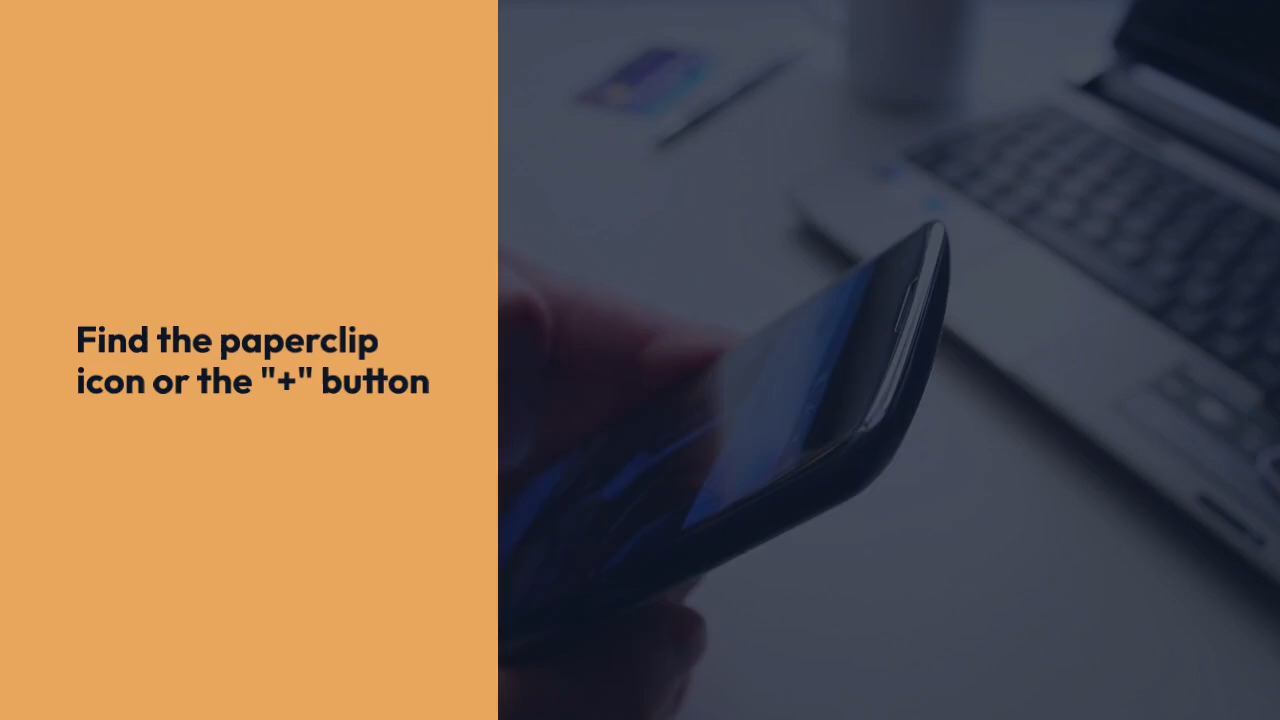 Find the paperclip
icon or the "+" button